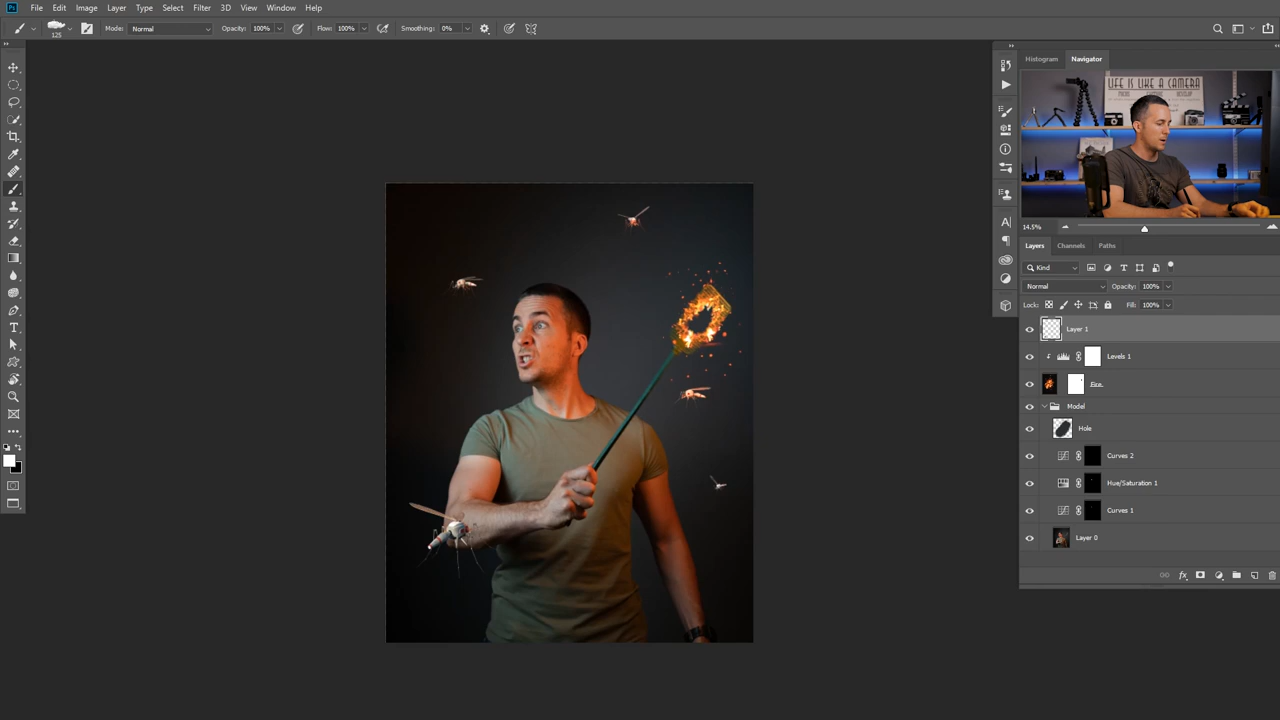 Ps File Edit Image Layer Type Select Filter 3D View Window Help
125 Mode: Normal Opacity: 100% Flow: 100% Smoothing: 0%
Histogram Navigator
LIFE IS LIKE A CAMERA
14.5%
Layers Channels Paths
Kind
Normal Opacity: 100%
Lock: Fill: 100%
Layer 1
Levels 1
Fire
Model
Hole
Curves 2
Hue/Saturation 1
Curves 1
Layer 0